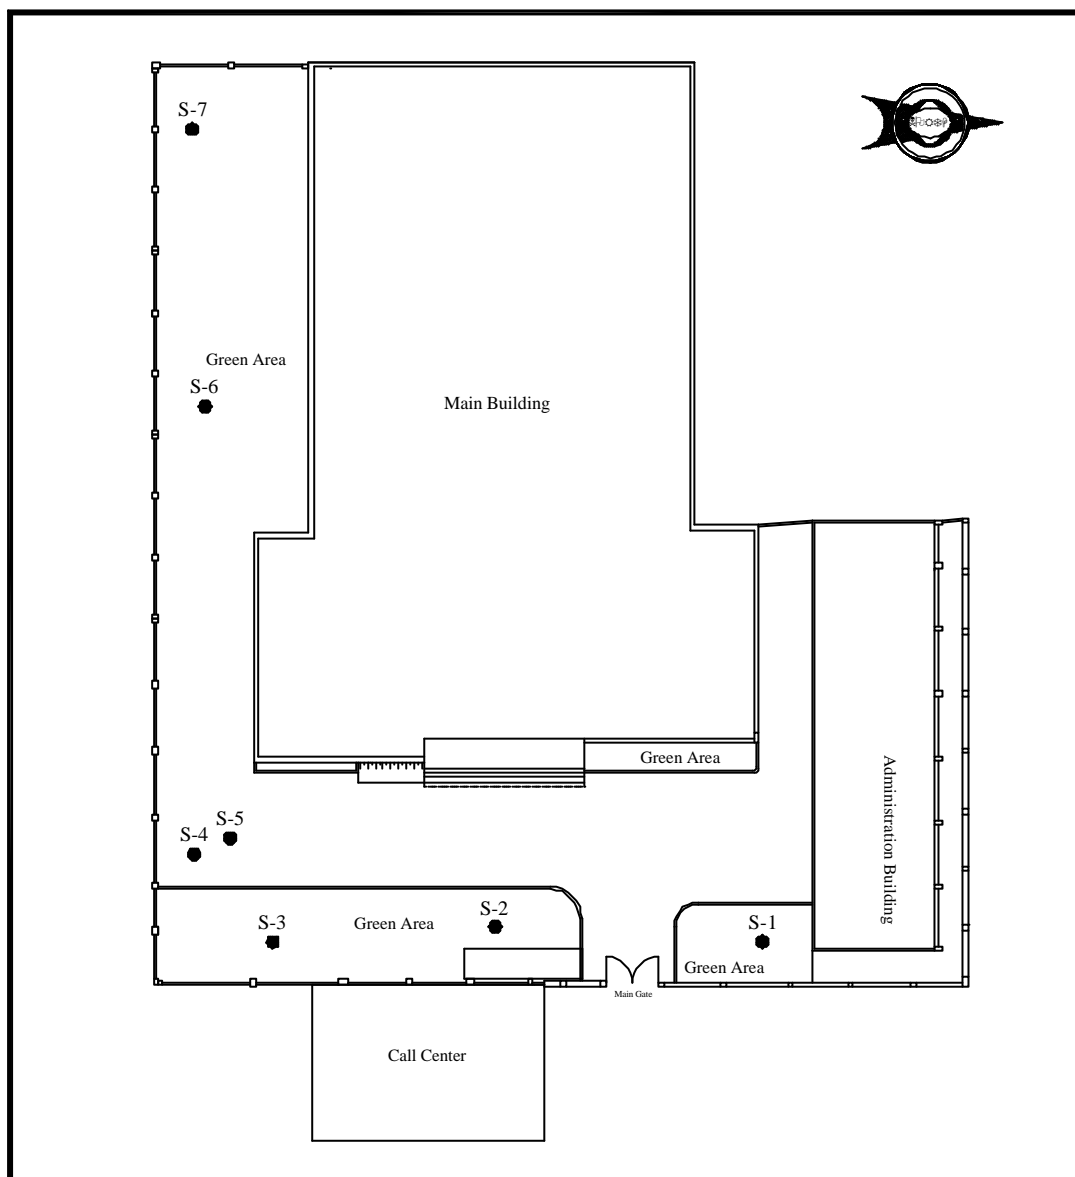 S-7
Green Area
S-6
Main Building
Green Area
Administration Building
S-5
S-4
S-3
Green Area
S-2
S-1
Green Area
Main Gate
Call Center